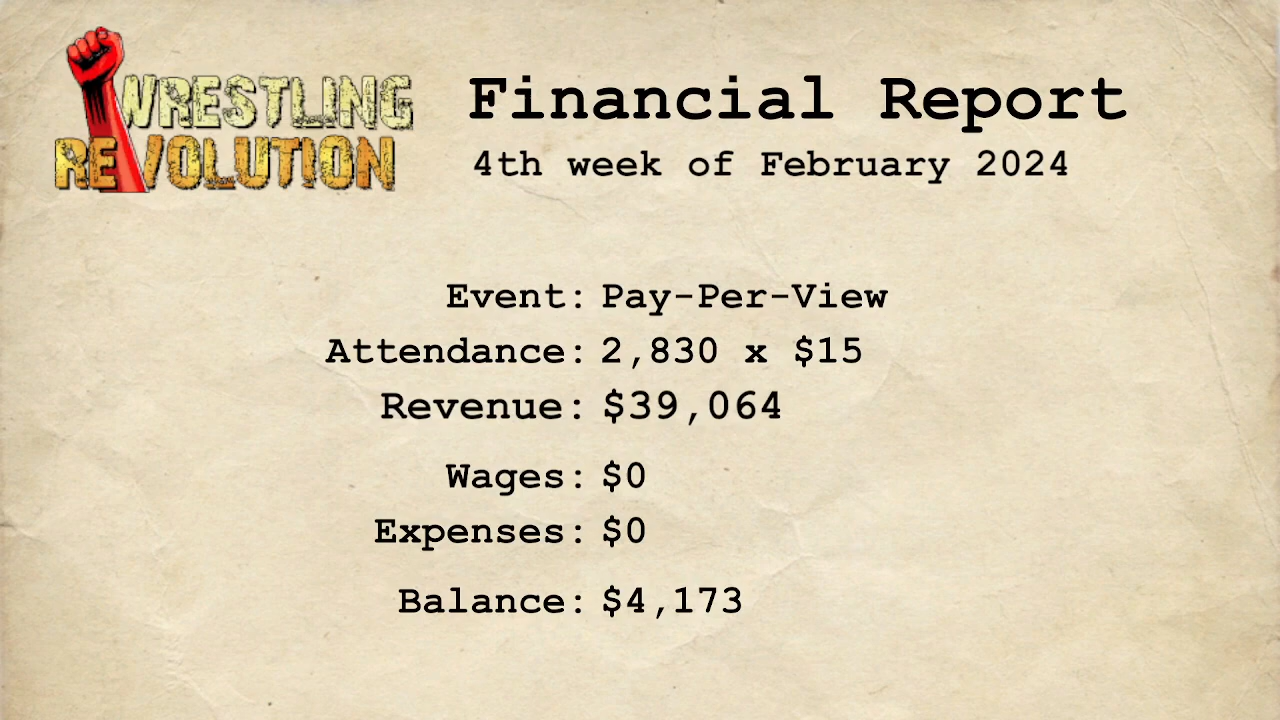 WRESTLING
REVOLUTION
Financial Report
4th week of February 2024
Event: Pay-Per-View
Attendance: 2,830 x $15
Revenue: $39,064
Wages: $0
Expenses: $0
Balance: $4,173